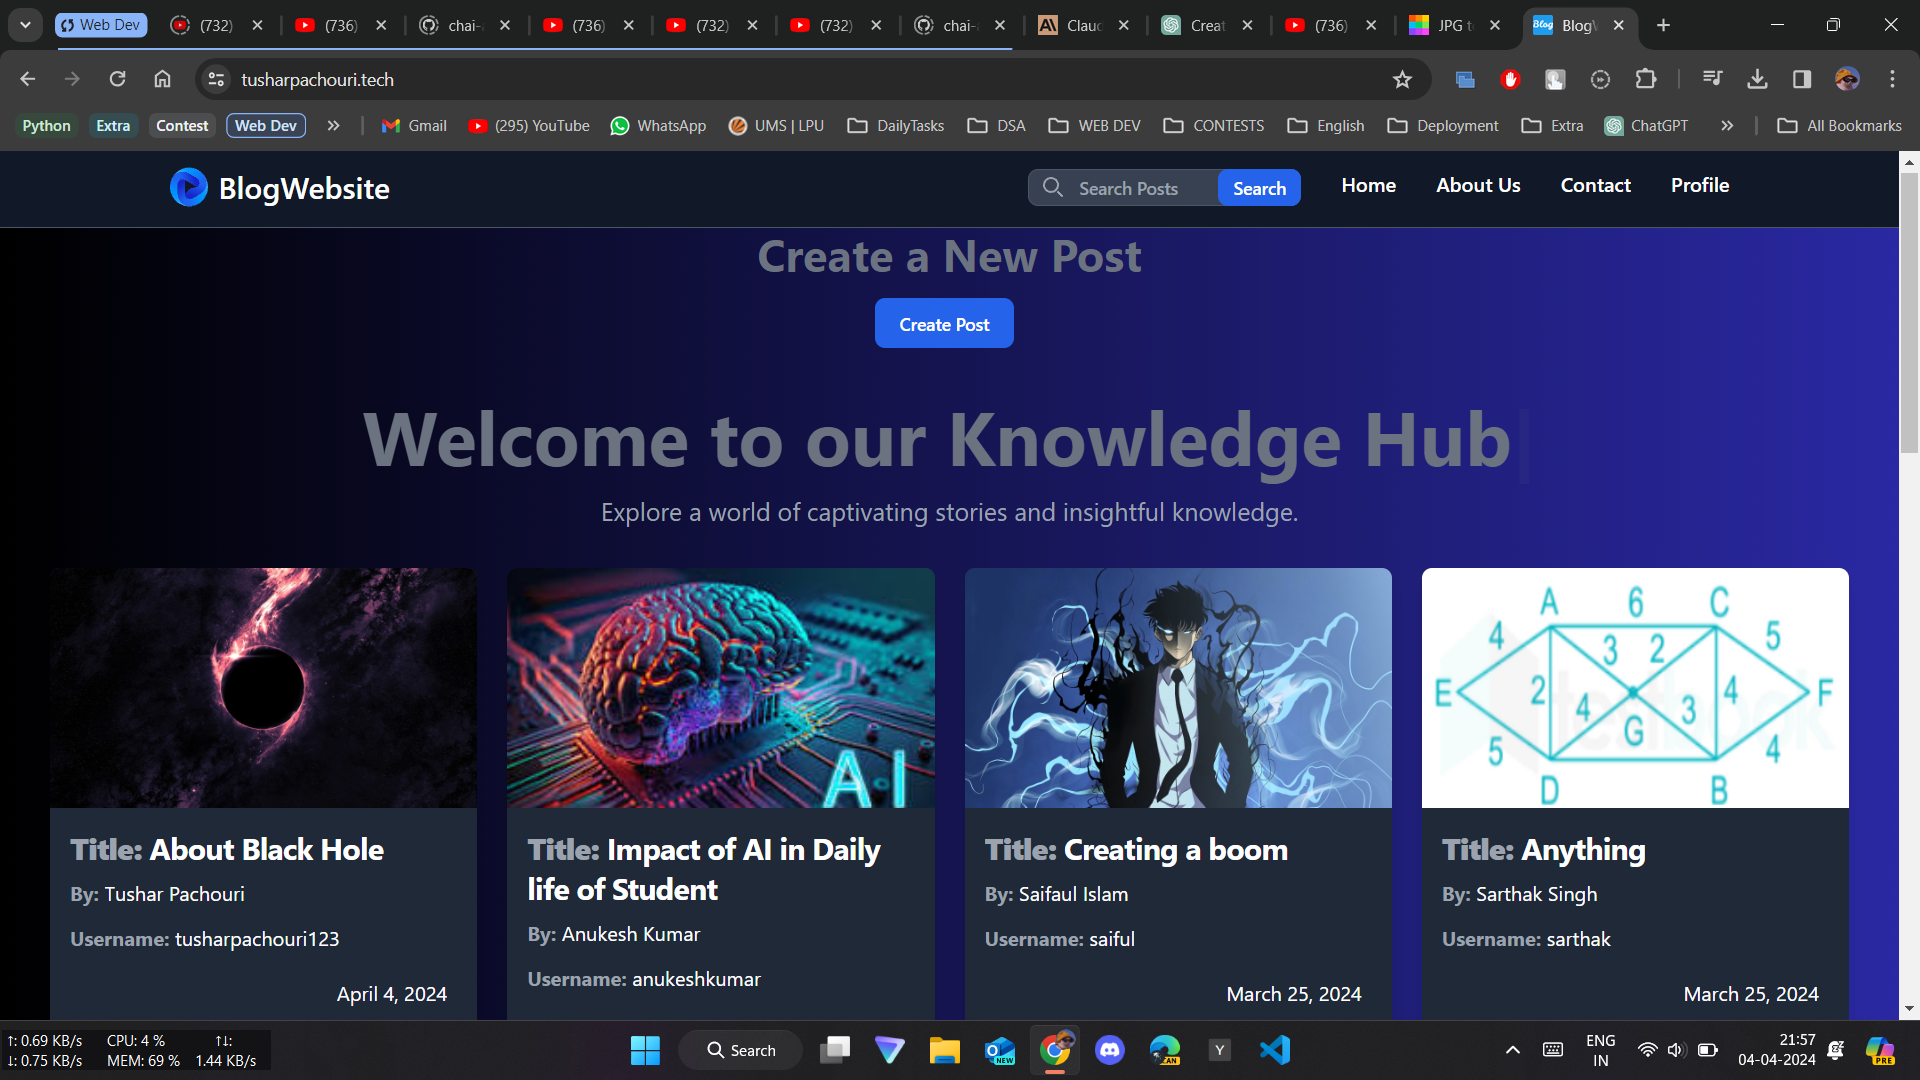 Web Dev (732) (736) chai- (736) (732) (732) chai- Claud Creat (736) JPG t Blog
tusharpachouri.tech
Python Extra Contest Web Dev Gmail (295) YouTube WhatsApp UMS | LPU DailyTasks DSA WEB DEV CONTESTS English Deployment Extra ChatGPT All Bookmarks
BlogWebsite Search Posts Search Home About Us Contact Profile
Create a New Post
Create Post
Welcome to our Knowledge Hub
Explore a world of captivating stories and insightful knowledge.
AI
A 6 C
4 3 2 5
E 2 4 3 4 F
G
5 4
D B
testbook
Title: About Black Hole
By: Tushar Pachouri
Username: tusharpachouri123
April 4, 2024
Title: Impact of AI in Daily
life of Student
By: Anukesh Kumar
Username: anukeshkumar
Title: Creating a boom
By: Saifaul Islam
Username: saiful
March 25, 2024
Title: Anything
By: Sarthak Singh
Username: sarthak
March 25, 2024
↑: 0.69 KB/s CPU: 4 % ↑↓:
↓: 0.75 KB/s MEM: 69 % 1.44 KB/s
Search
NEW
CAN
Y
ENG
IN
21:57
04-04-2024
PRE